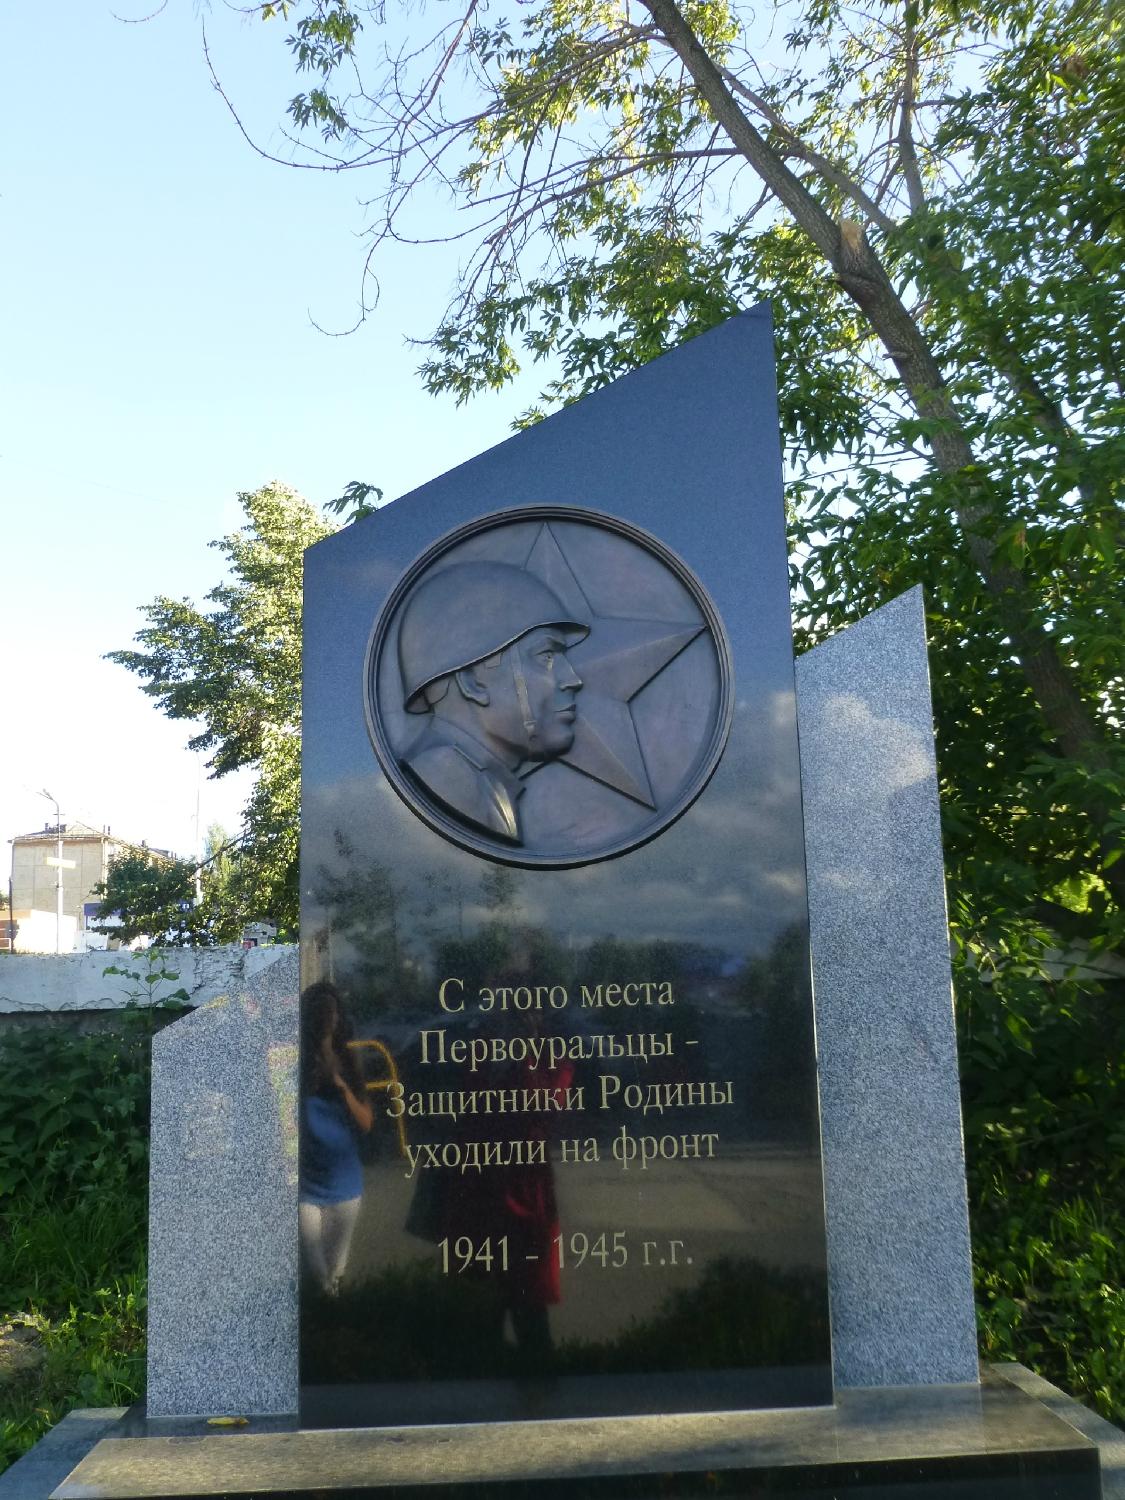 С этого места
Первоуральцы -
Защитники Родины
уходили на фронт
1941 - 1945 г.г.